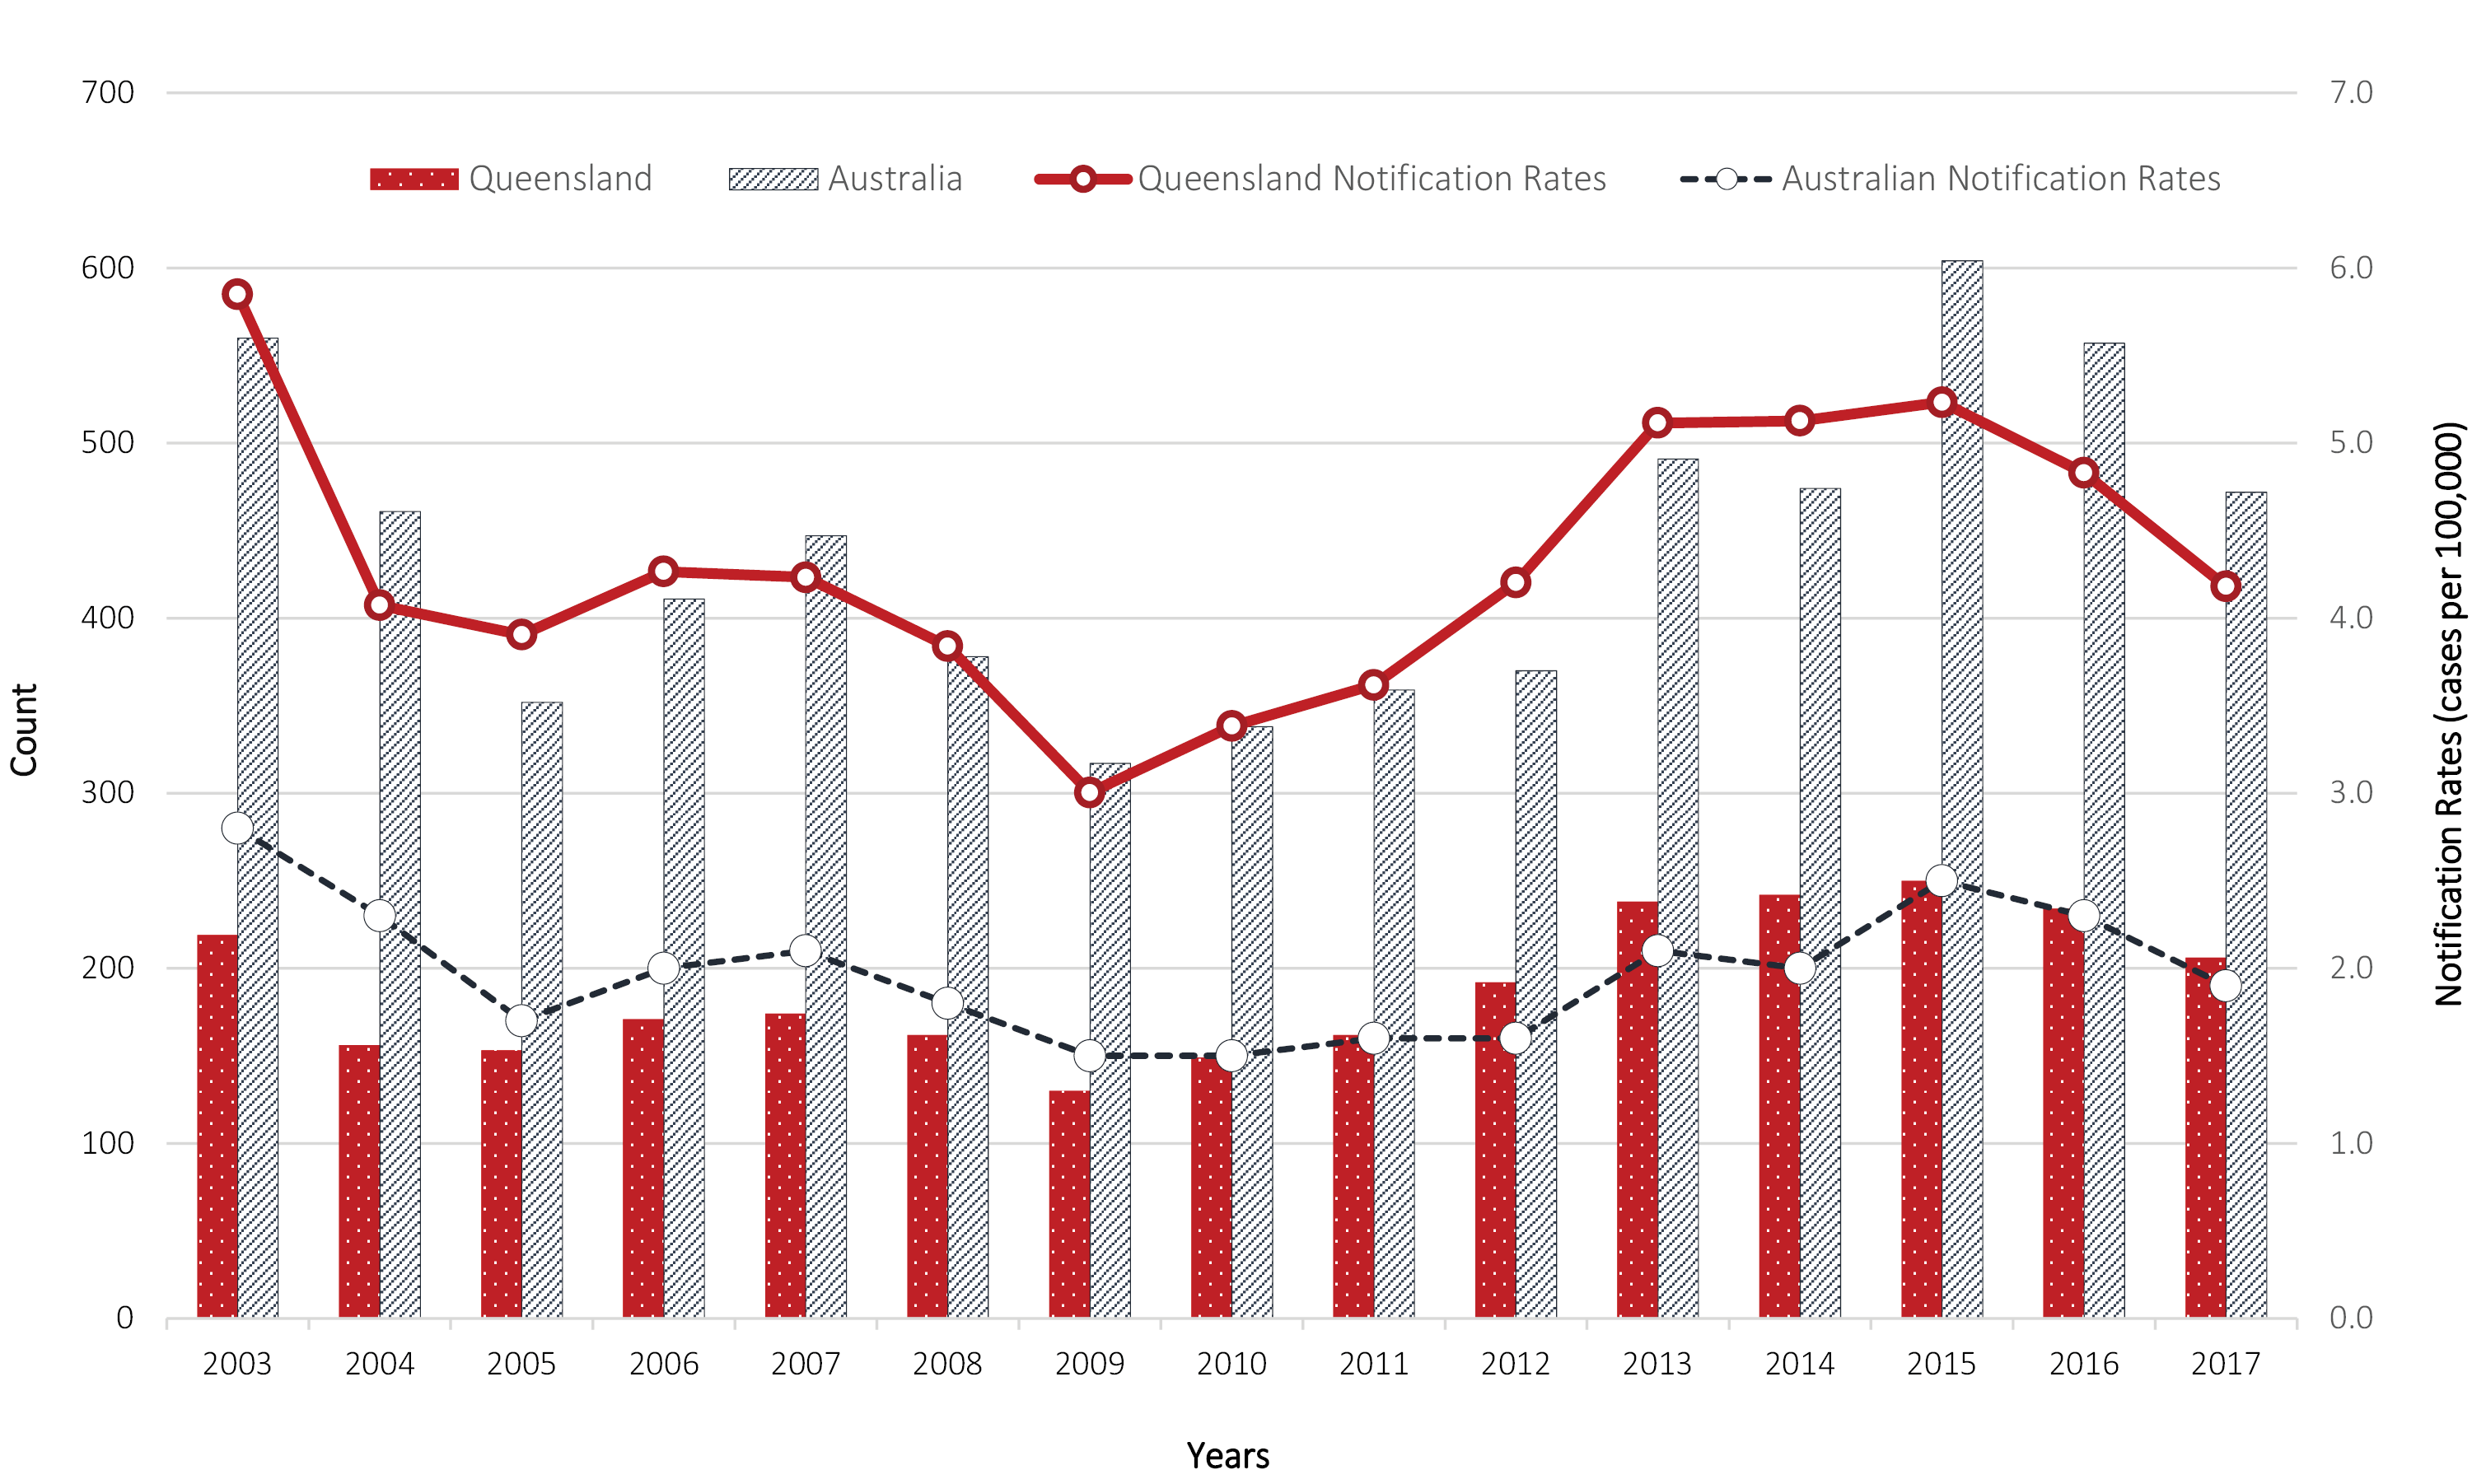 700
7.0
Queensland
Australia
Queensland Notification Rates
Australian Notification Rates
600
6.0
500
5.0
400
4.0
300
3.0
200
2.0
100
1.0
0
0.0
Count
Notification Rates (cases per 100,000)
2003 2004 2005 2006 2007 2008 2009 2010 2011 2012 2013 2014 2015 2016 2017
Years